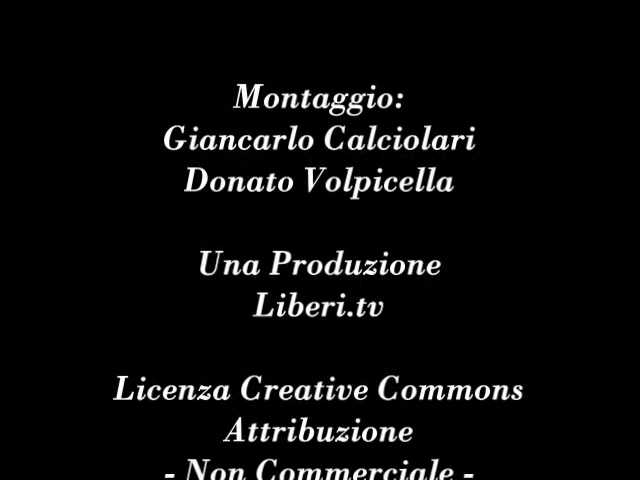 Montaggio:
Giancarlo Calciolari
Donato Volpicella
Una Produzione
Liberi.tv
Licenza Creative Commons
Attribuzione
- Non Commerciale -